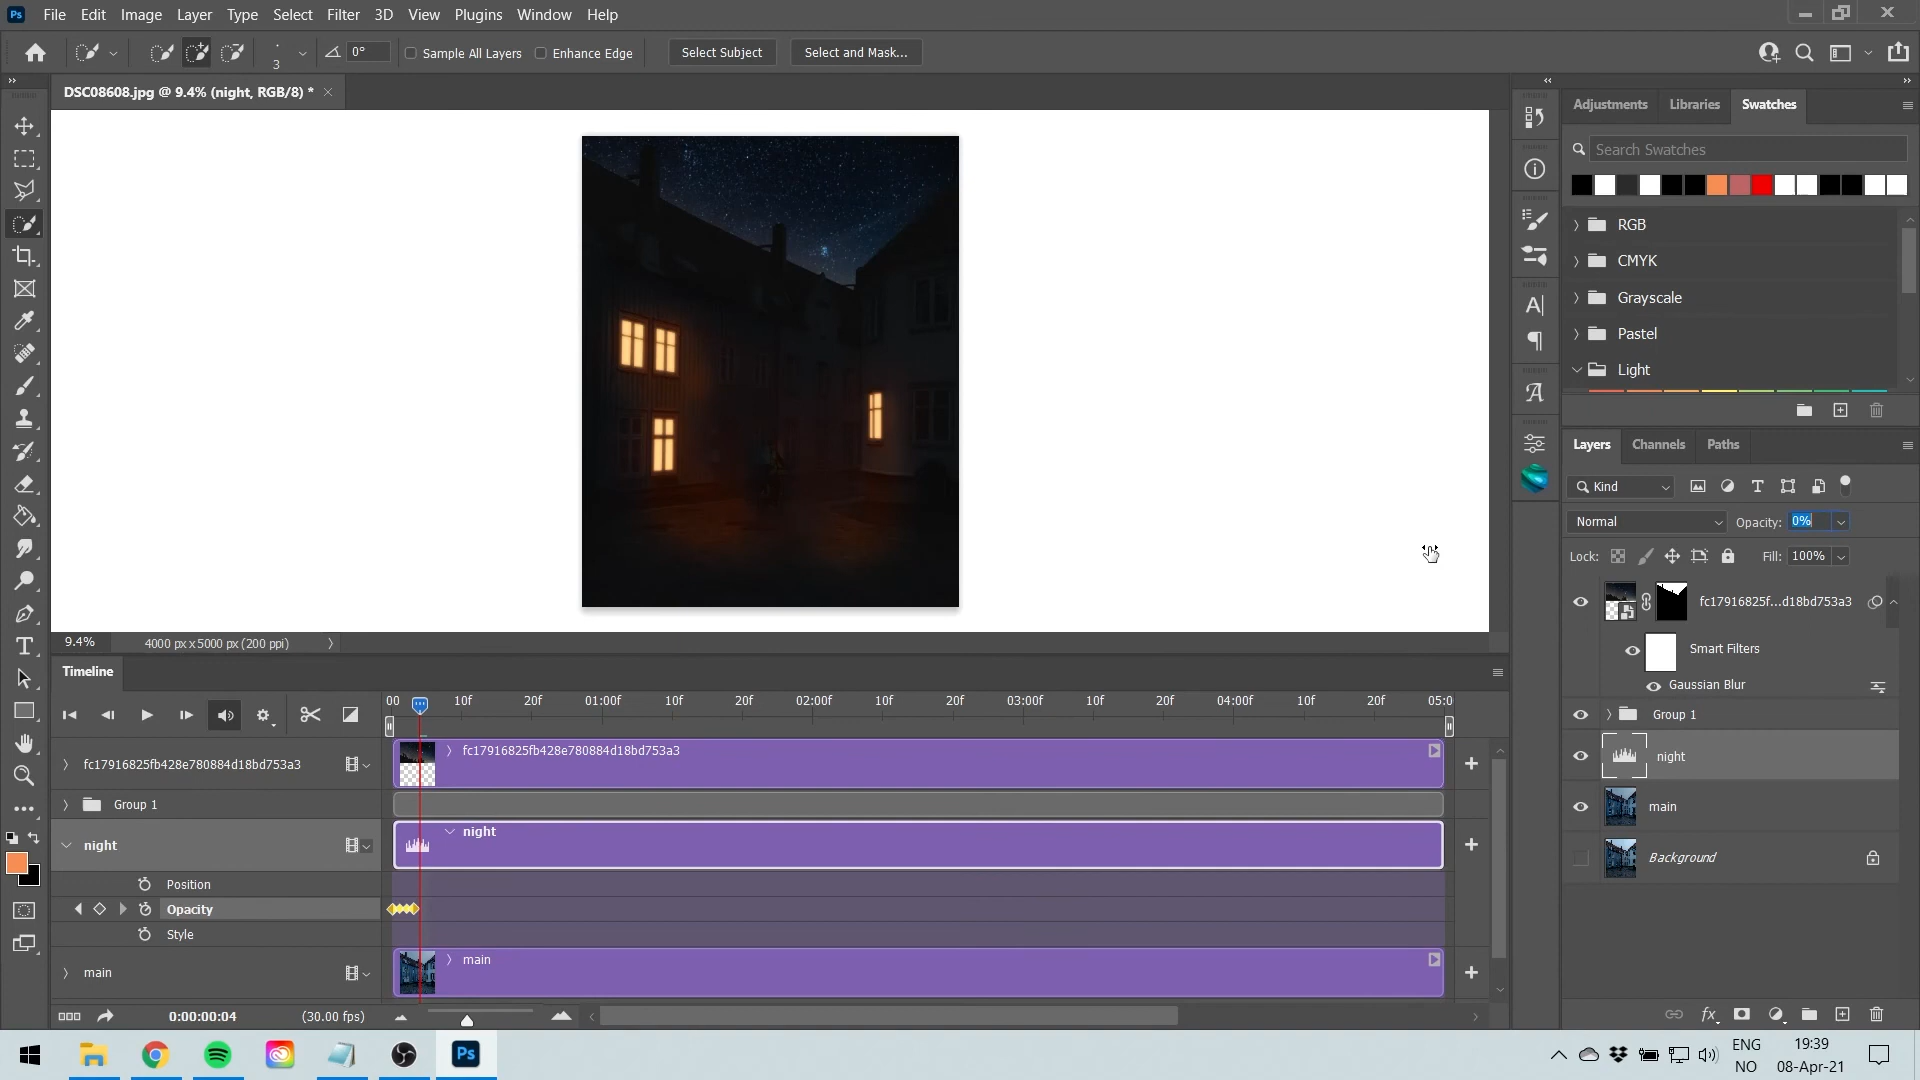 Ps File Edit Image Layer Type Select Filter 3D View Plugins Window Help
3 0° Sample All Layers Enhance Edge Select Subject Select and Mask...
DSC08608.jpg @ 9.4% (night, RGB/8) *
Adjustments Libraries Swatches
Search Swatches
RGB
CMYK
Grayscale
Pastel
Light
Layers Channels Paths
Kind
Normal Opacity: 0%
Lock: Fill: 100%
fc17916825f...d18bd753a3
Smart Filters
Gaussian Blur
Group 1
night
main
Background
9.4% 4000 px x 5000 px (200 ppi)
Timeline
00 10f 20f 01:00f 10f 20f 02:00f 10f 20f 03:00f 10f 20f 04:00f 10f 20f 05:0
fc17916825fb428e780884d18bd753a3
fc17916825fb428e780884d18bd753a3
Group 1
night
night
Position
Opacity
Style
main
main
0:00:00:04 (30.00 fps)
fx
Ps
ENG
NO
19:39
08-Apr-21